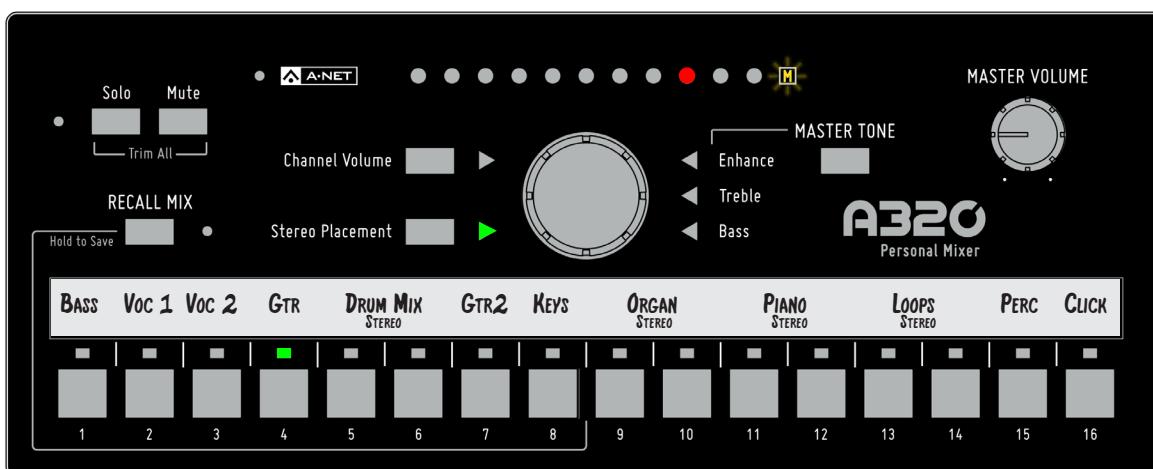 A·NET
M
MASTER VOLUME
Solo Mute
Trim All
MASTER TONE
Channel Volume
Enhance
Treble
RECALL MIX
Hold to Save
Stereo Placement
Bass
A320
Personal Mixer
BASS VOC 1 VOC 2 GTR DRUM MIX GTR2 KEYS ORGAN PIANO LOOPS PERC CLICK
STEREO STEREO STEREO STEREO
1 2 3 4 5 6 7 8 9 10 11 12 13 14 15 16